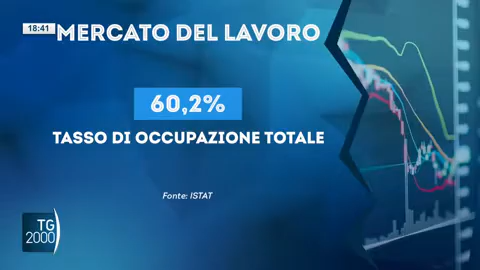 18:41
MERCATO DEL LAVORO
60,2%
TASSO DI OCCUPAZIONE TOTALE
Fonte: ISTAT
TG
2000